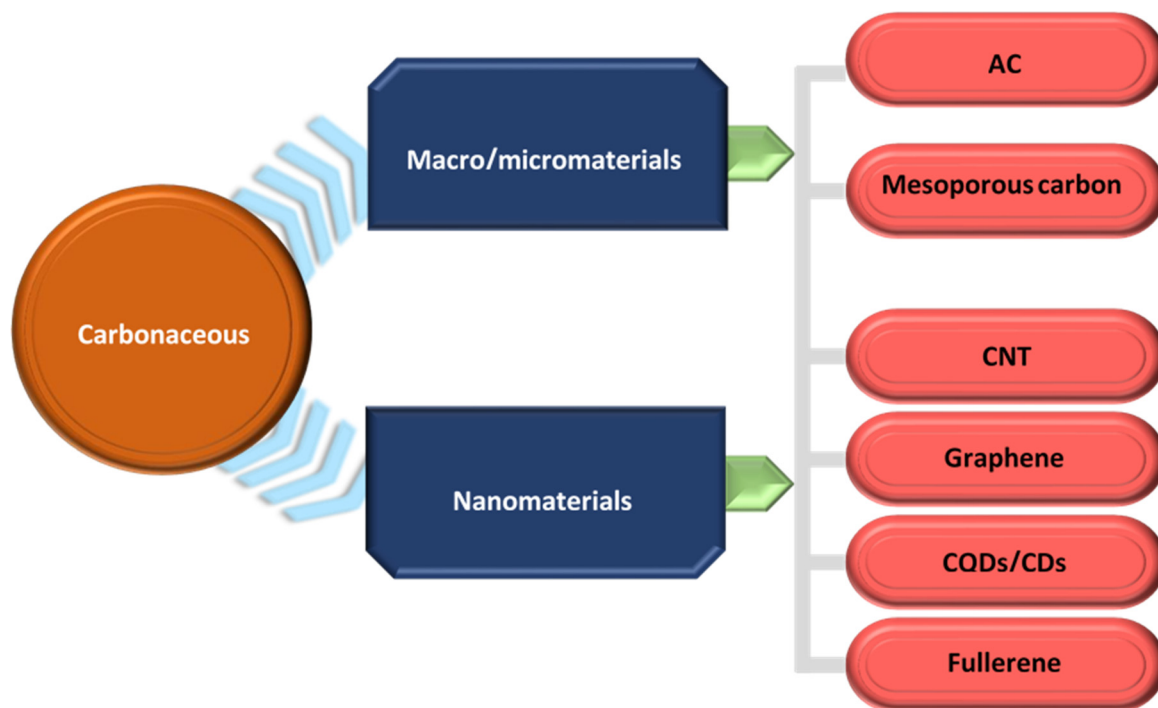 Carbonaceous
Macro/micromaterials
Nanomaterials
AC
Mesoporous carbon
CNT
Graphene
CQDs/CDs
Fullerene